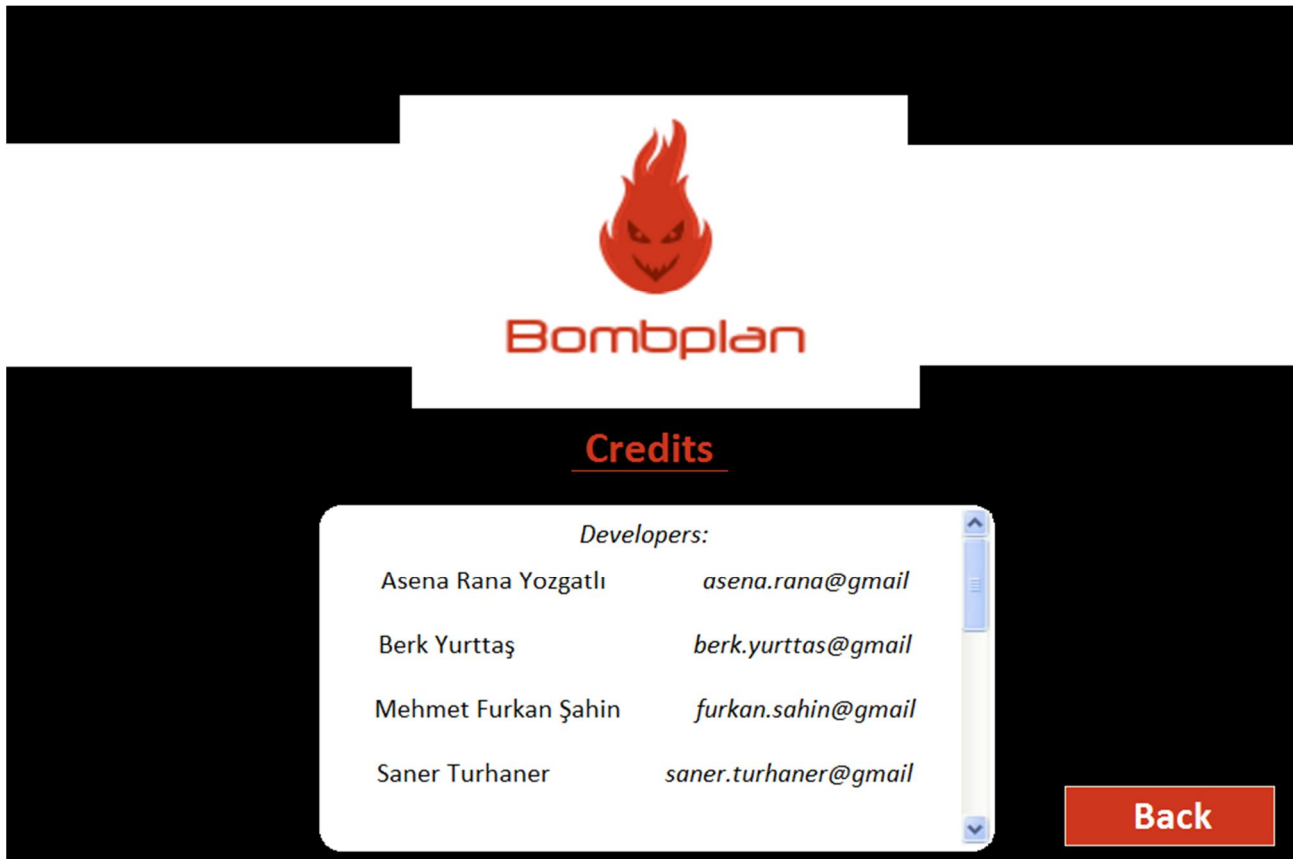 Bombplan
Credits
Developers:
Asena Rana Yozgatlı asena.rana@gmail
Berk Yurttaş berk.yurttas@gmail
Mehmet Furkan Şahin furkan.sahin@gmail
Saner Turhaner saner.turhaner@gmail
Back